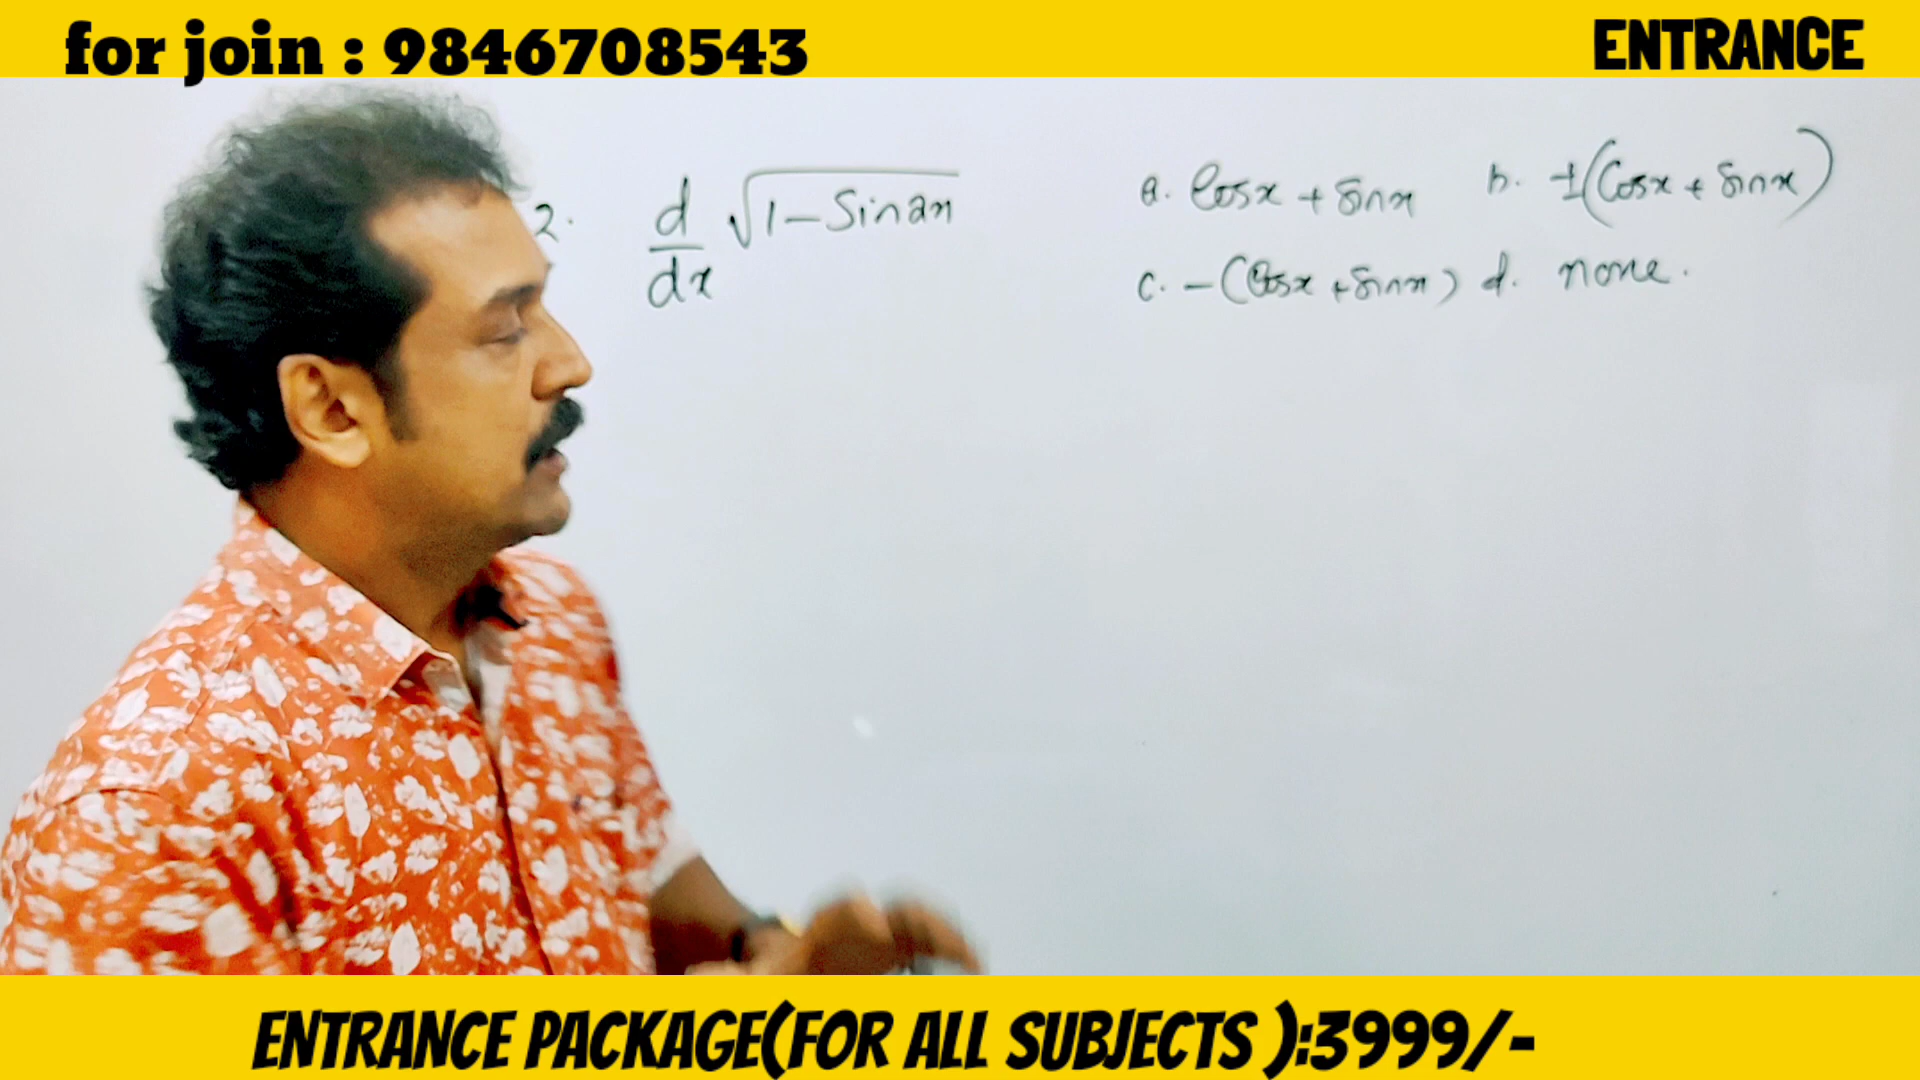 for join : 9846708543
ENTRANCE
2. d/dx √1-Sin2x
a. Cosx + Sinx b. ±(Cosx + Sinx)
c. -(Cosx + Sinx) d. none.
ENTRANCE PACKAGE(FOR ALL SUBJECTS ):3999/-